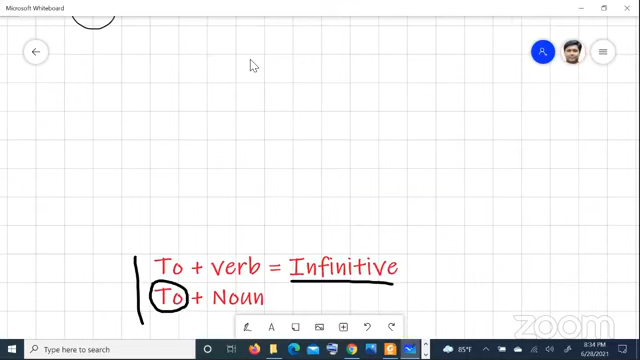 Microsoft Whiteboard
To + verb = Infinitive
To + Noun
Type here to search
85°F
8:34 PM
6/28/2021
zoom